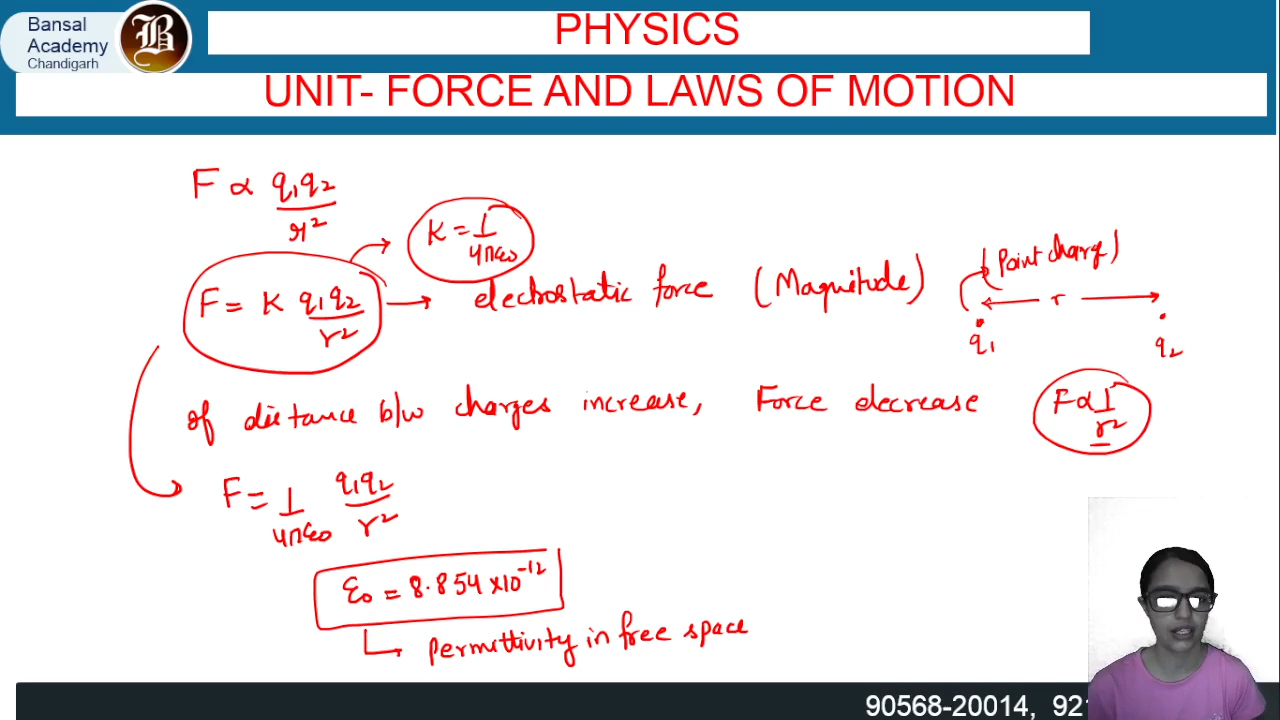 Bansal
Academy
Chandigarh
B
PHYSICS
UNIT- FORCE AND LAWS OF MOTION
F ∝ q₁q₂/r²
K = 1/4πε₀
F = K q₁q₂/r² → electrostatic force (Magnitude)
(Point charge)
r
q₁ q₂
of distance b/w charges increase, Force decrease
F ∝ 1/r²
F = 1/4πε₀ q₁q₂/r²
ε₀ = 8.854 ×10⁻¹²
permittivity in free space
90568-20014, 92